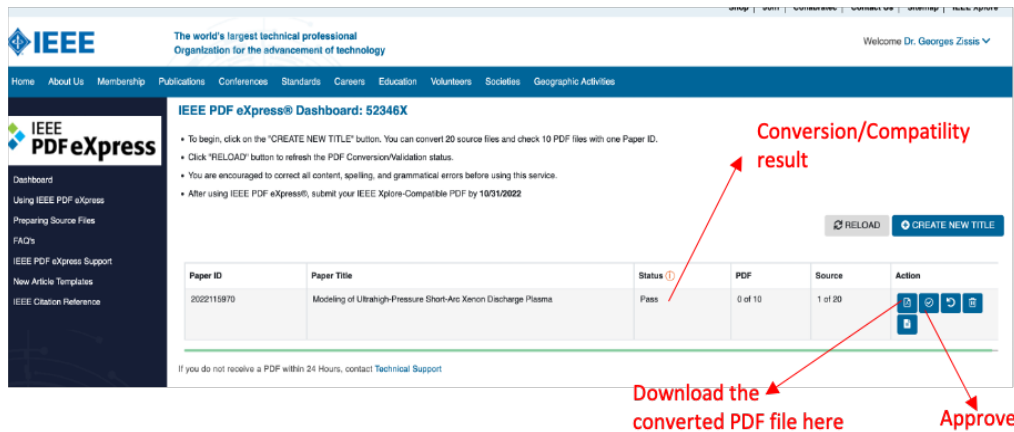 Shop | Join | Collabratec | Contact Us | Sitemap | IEEE Xplore
IEEE
The world's largest technical professional
Organization for the advancement of technology
Welcome Dr. Georges Zissis
Home About Us Membership Publications Conferences Standards Careers Education Volunteers Societies Geographic Activities
IEEE
PDF eXpress
Dashboard
Using IEEE PDF eXpress
Preparing Source Files
FAQ's
IEEE PDF eXpress Support
New Article Templates
IEEE Citation Reference
IEEE PDF eXpress® Dashboard: 52346X
• To begin, click on the "CREATE NEW TITLE" button. You can convert 20 source files and check 10 PDF files with one Paper ID.
• Click "RELOAD" button to refresh the PDF Conversion/Validation status.
• You are encouraged to correct all content, spelling, and grammatical errors before using this service.
• After using IEEE PDF eXpress®, submit your IEEE Xplore-Compatible PDF by 10/31/2022
Conversion/Compatility
result
RELOAD CREATE NEW TITLE
Paper ID Paper Title Status PDF Source Action
2022115970 Modeling of Ultrahigh-Pressure Short-Arc Xenon Discharge Plasma Pass 0 of 10 1 of 20
If you do not receive a PDF within 24 Hours, contact Technical Support
Download the
converted PDF file here
Approve